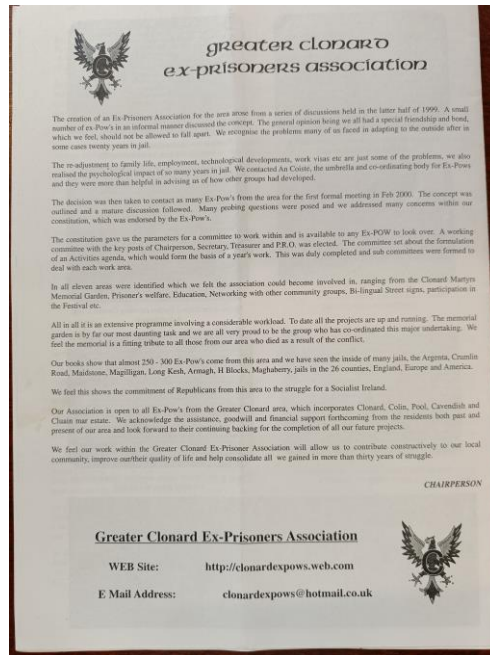 greater clonard
ex-prisoners association
The creation of an Ex-Prisoners Association for the area arose from a series of discussions held in the latter half of 1999. A small
number of ex-Pow's in an informal manner discussed the concept. The general opinion being we all had a special friendship and bond,
which we feel, should not be allowed to fall apart. We recognise the problems many of us faced in adapting to the outside after in
some cases twenty years in jail.
The re-adjustment to family life, employment, technological developments, work visas etc are just some of the problems, we also
realised the psychological impact of so many years in jail. We contacted An Coiste, the umbrella and co-ordinating body for Ex-Pows
and they were more than helpful in advising us of how other groups had developed.
The decision was then taken to contact as many Ex-Pow's from the area for the first formal meeting in Feb 2000. The concept was
outlined and a mature discussion followed. Many probing questions were posed and we addressed many concerns within our
constitution, which was endorsed by the Ex-Pow's.
The constitution gave us the parameters for a committee to work within and is available to any Ex-POW to look over. A working
committee with the key posts of Chairperson, Secretary, Treasurer and P.R.O. was elected. The committee set about the formulation
of an Activities agenda, which would form the basis of a year's work. This was duly completed and sub committees were formed to
deal with each work area.
In all eleven areas were identified which we felt the association could become involved in, ranging from the Clonard Martyrs
Memorial Garden, Prisoner's welfare, Education, Networking with other community groups, Bi-lingual Street signs, participation in
the Festival etc.
All in all it is an extensive programme involving a considerable workload. To date all the projects are up and running. The memorial
garden is by far our most daunting task and we are all very proud to be the group who has co-ordinated this major undertaking. We
feel the memorial is a fitting tribute to all those from our area who died as a result of the conflict.
Our books show that almost 250 - 300 Ex-Pow's come from this area and we have seen the inside of many jails, the Argenta, Crumlin
Road, Maidstone, Magilligan, Long Kesh, Armagh, H Blocks, Maghaberry, jails in the 26 counties, England, Europe and America.
We feel this shows the commitment of Republicans from this area to the struggle for a Socialist Ireland.
Our Association is open to all Ex-Pow's from the Greater Clonard area, which incorporates Clonard, Colin, Pool, Cavendish and
Cluain mar estate. We acknowledge the assistance, goodwill and financial support forthcoming from the residents both past and
present of our area and look forward to their continuing backing for the completion of all our future projects.
We feel our work within the Greater Clonard Ex-Prisoner Association will allow us to contribute constructively to our local
community, improve our/their quality of life and help consolidate all we gained in more than thirty years of struggle.
CHAIRPERSON
Greater Clonard Ex-Prisoners Association
WEB Site: http://clonardexpows.web.com
E Mail Address: clonardexpows@hotmail.co.uk